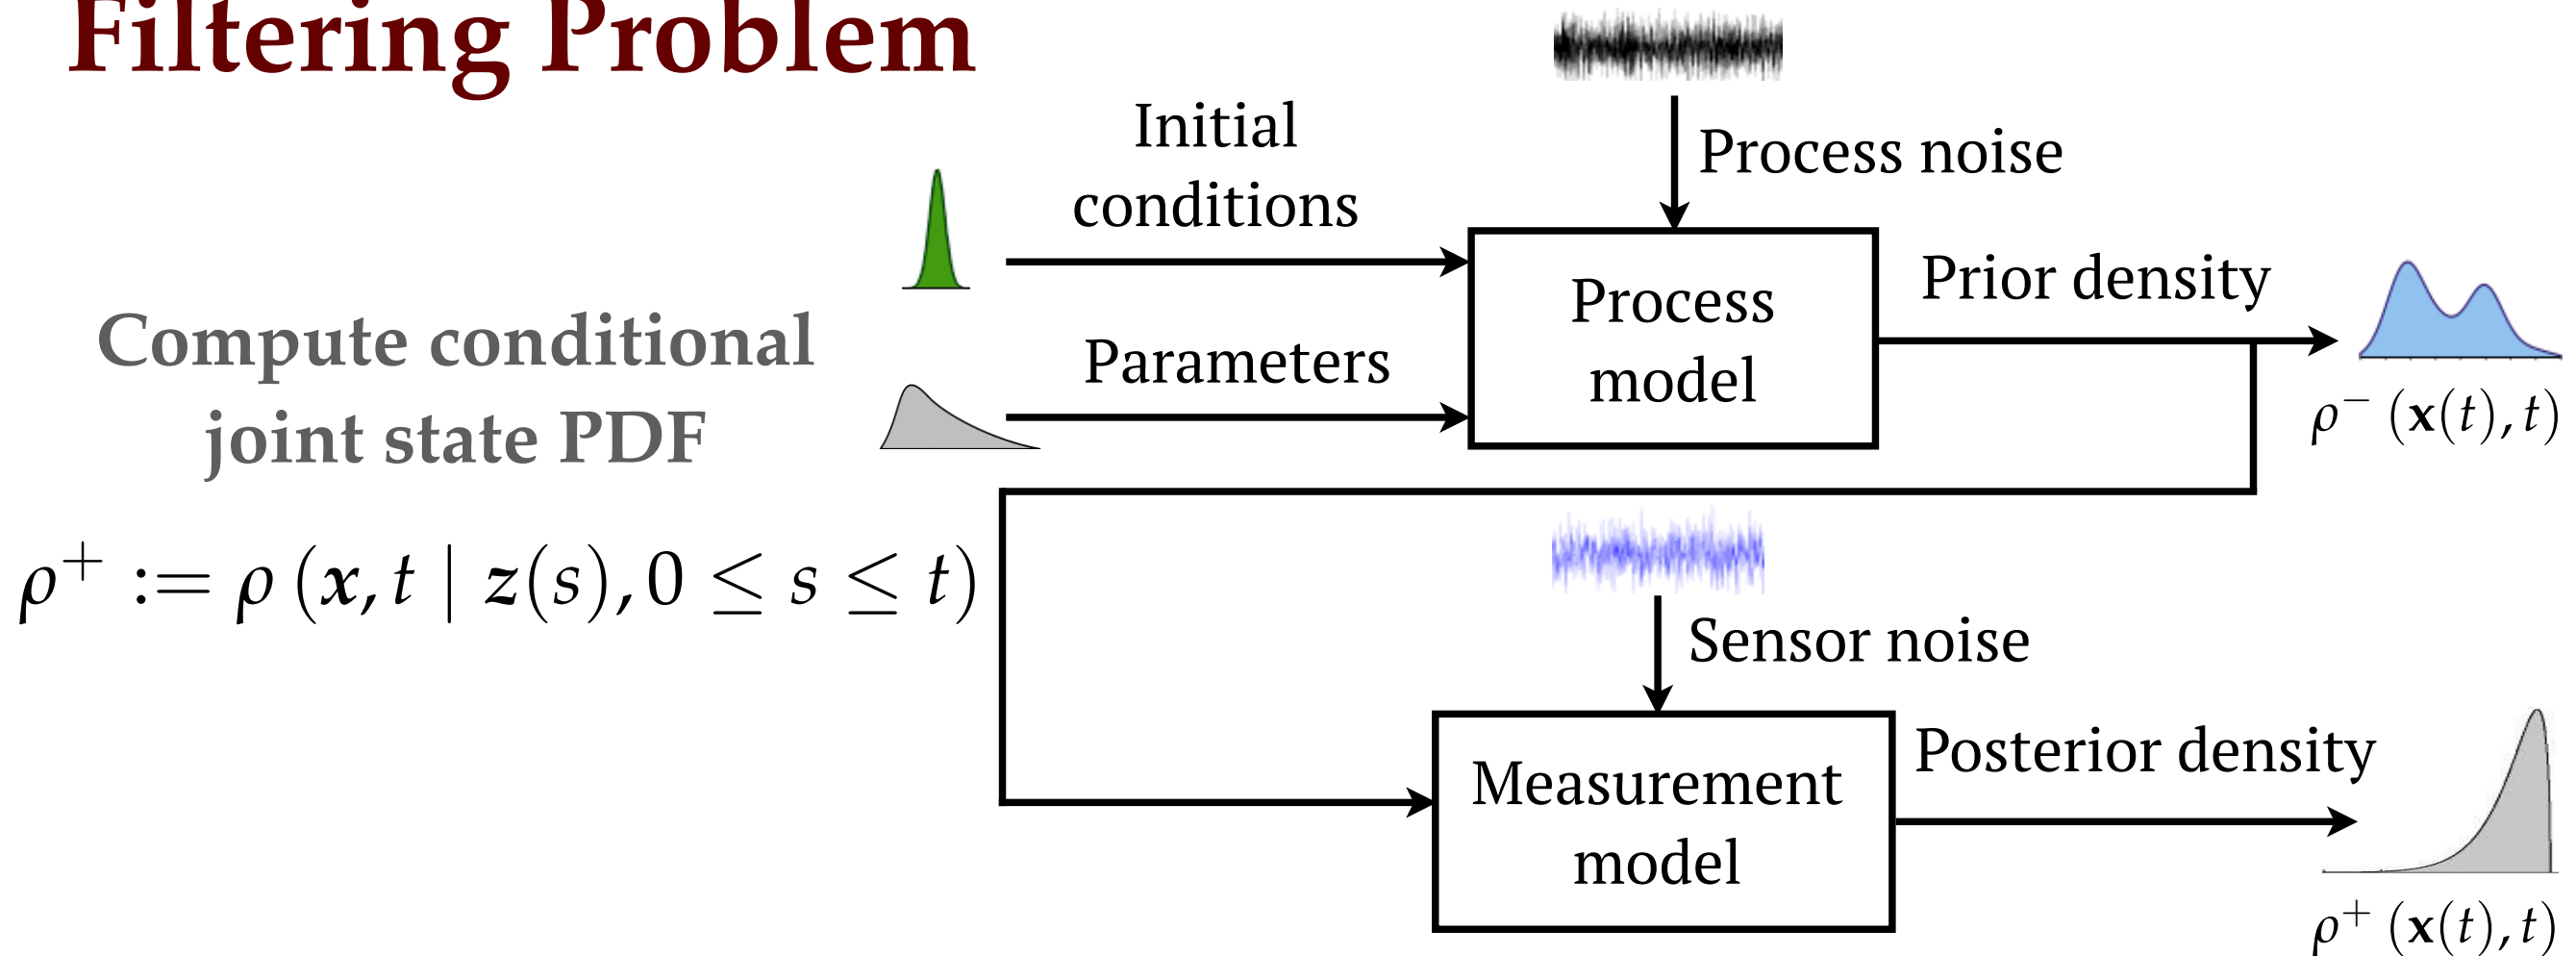 Filtering Problem
Compute conditional
joint state PDF
ρ⁺ := ρ (x, t | z(s), 0 ≤ s ≤ t)
Initial
conditions
Parameters
Process noise
Process
model
Prior density
ρ⁻ (x(t), t)
Sensor noise
Measurement
model
Posterior density
ρ⁺ (x(t), t)